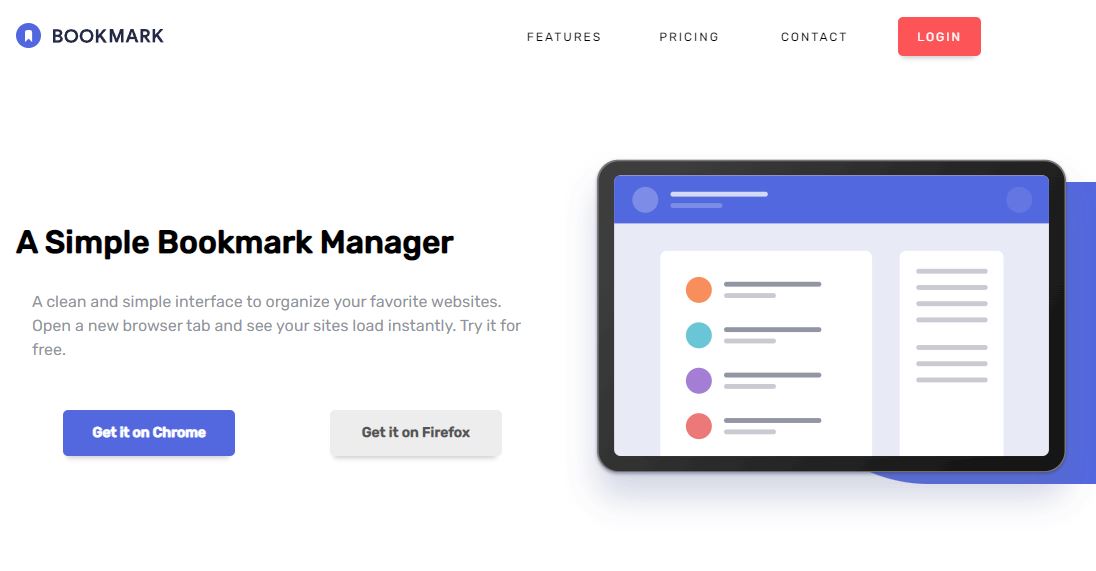 BOOKMARK
FEATURES
PRICING
CONTACT
LOGIN
A Simple Bookmark Manager
A clean and simple interface to organize your favorite websites.
Open a new browser tab and see your sites load instantly. Try it for
free.
Get it on Chrome
Get it on Firefox